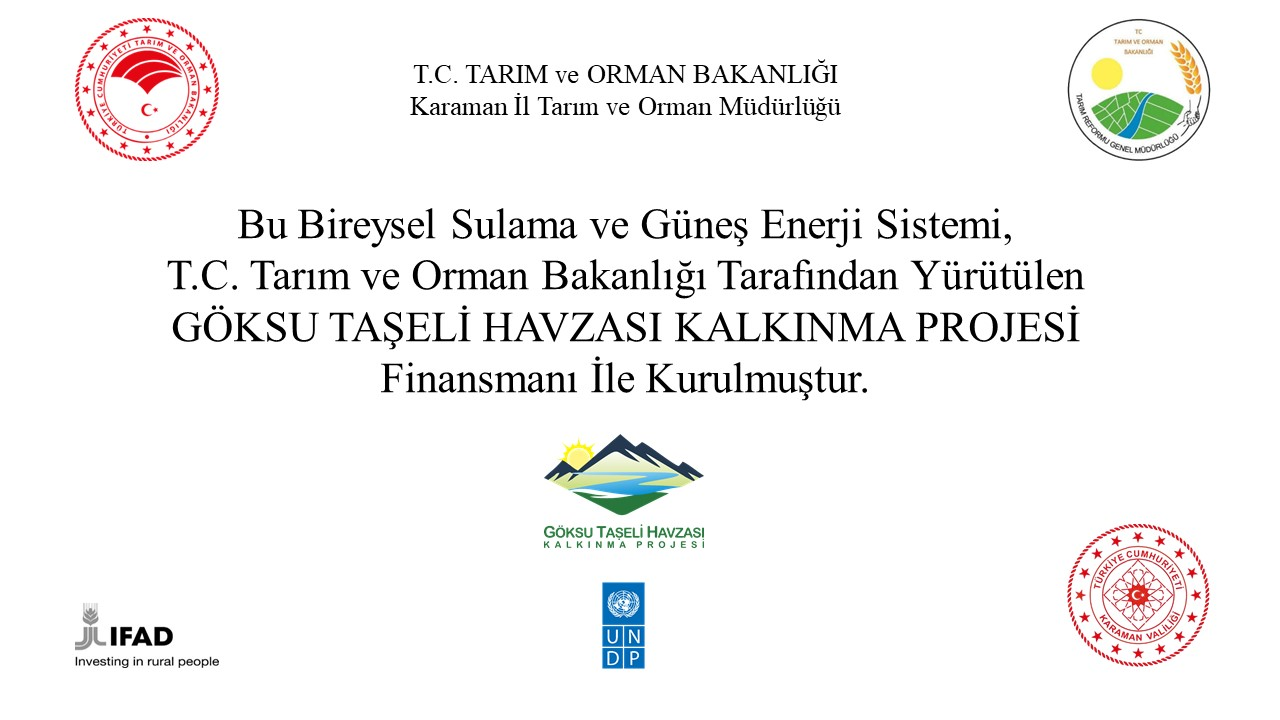 TÜRKİYE CUMHURİYETİ TARIM VE ORMAN BAKANLIĞI
T.C. TARIM ve ORMAN BAKANLIĞI
Karaman İl Tarım ve Orman Müdürlüğü
TC
TARIM VE ORMAN
BAKANLIĞI
TARIM REFORMU GENEL MÜDÜRLÜĞÜ
Bu Bireysel Sulama ve Güneş Enerji Sistemi,
T.C. Tarım ve Orman Bakanlığı Tarafından Yürütülen
GÖKSU TAŞELİ HAVZASI KALKINMA PROJESİ
Finansmanı İle Kurulmuştur.
GÖKSU TAŞELİ HAVZASI
KALKINMA PROJESİ
IFAD
Investing in rural people
U N
D P
TÜRKİYE CUMHURİYETİ
KARAMAN VALİLİĞİ